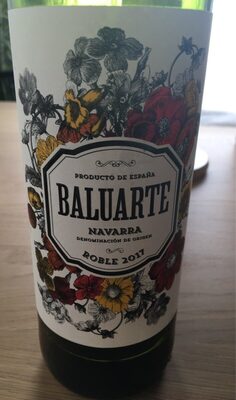 PRODUCTO DE ESPAÑA
BALUARTE
NAVARRA
DENOMINACIÓN DE ORIGEN
ROBLE 2017